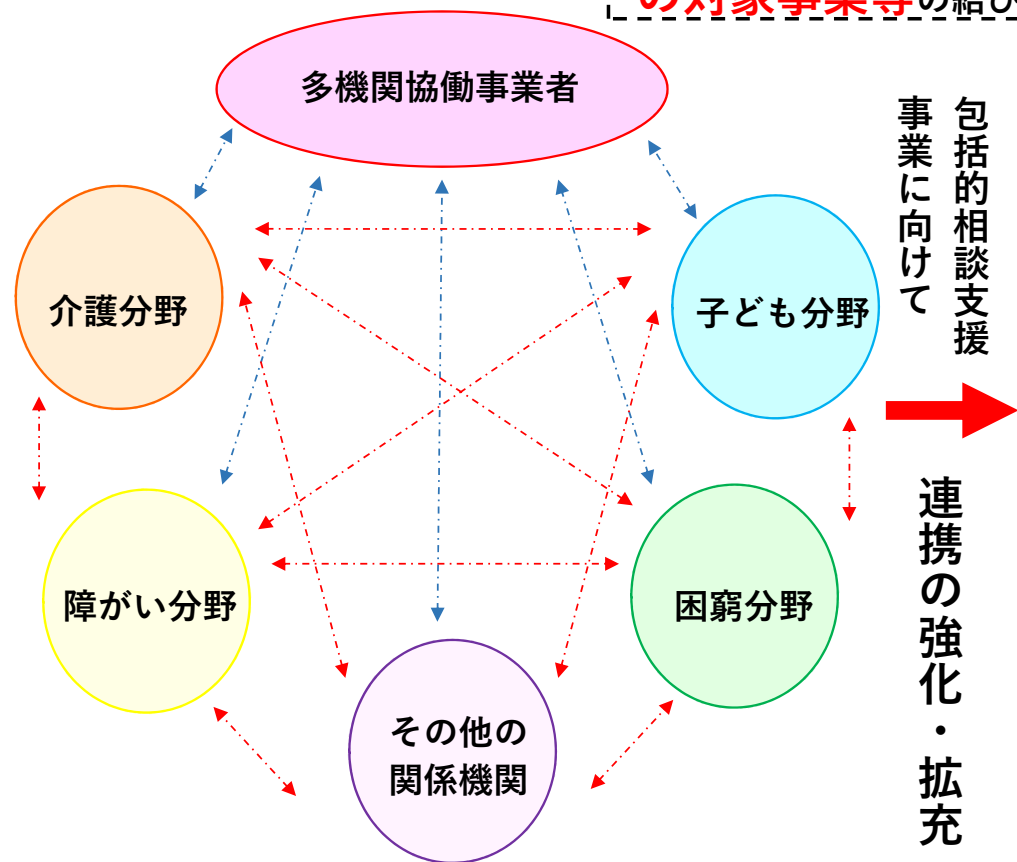 の対象事業等の結び
多機関協働事業者
包括的相談支援
事業に向けて
介護分野
子ども分野
連携の強化・拡充
障がい分野
困窮分野
その他の
関係機関